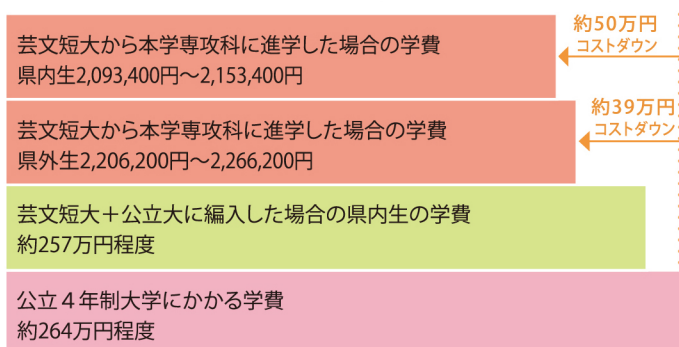 芸文短大から本学専攻科に進学した場合の学費
県内生2,093,400円～2,153,400円
約50万円
コストダウン
芸文短大から本学専攻科に進学した場合の学費
県外生2,206,200円～2,266,200円
約39万円
コストダウン
芸文短大＋公立大に編入した場合の県内生の学費
約257万円程度
公立４年制大学にかかる学費
約264万円程度